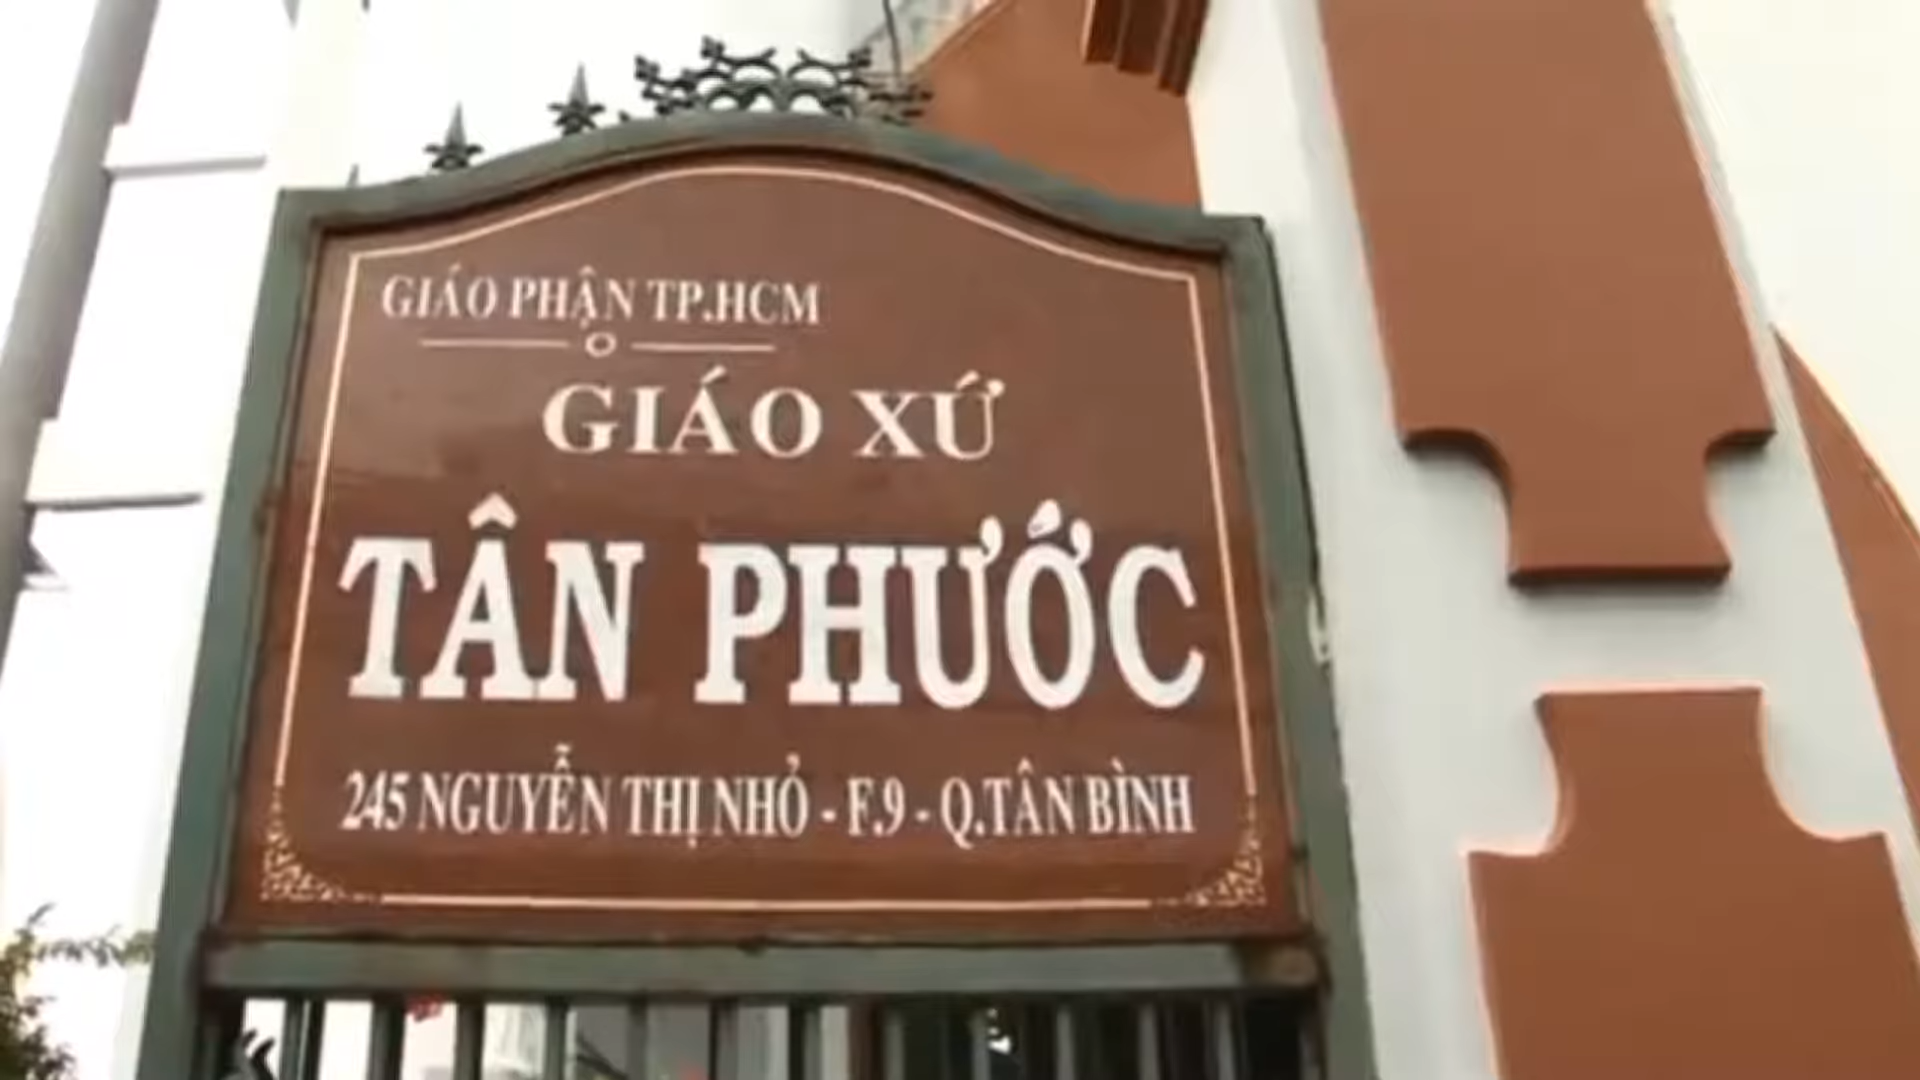 GIÁO PHẬN TP.HCM
GIÁO XỨ
TÂN PHƯỚC
245 NGUYỄN THỊ NHỎ - F.9 - Q.TÂN BÌNH